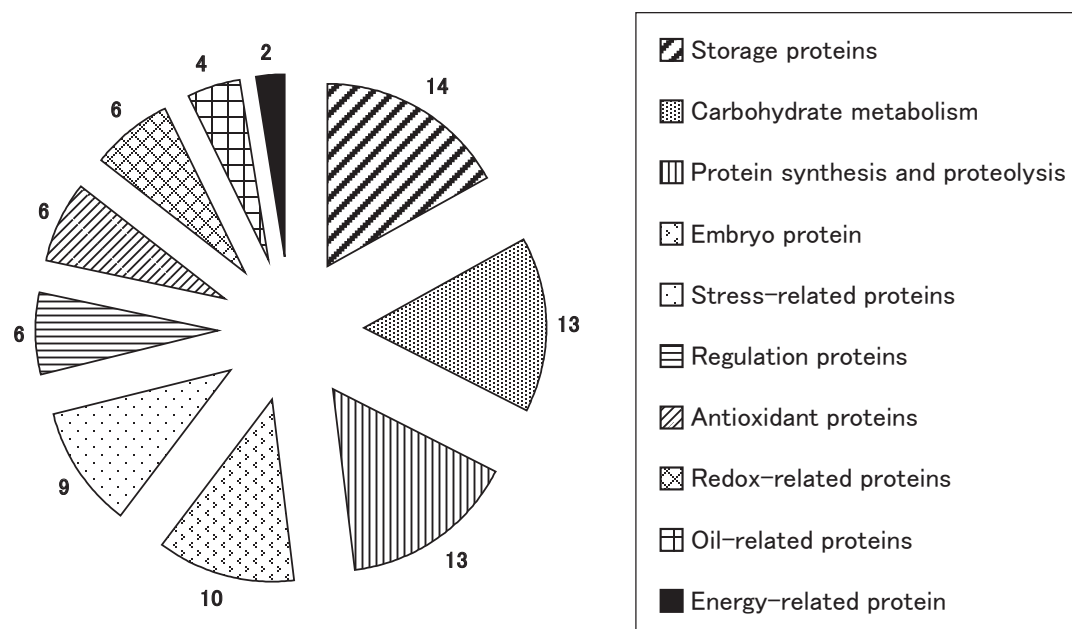 14
13
13
10
9
6
6
6
4
2
Storage proteins
Carbohydrate metabolism
Protein synthesis and proteolysis
Embryo protein
Stress-related proteins
Regulation proteins
Antioxidant proteins
Redox-related proteins
Oil-related proteins
Energy-related protein